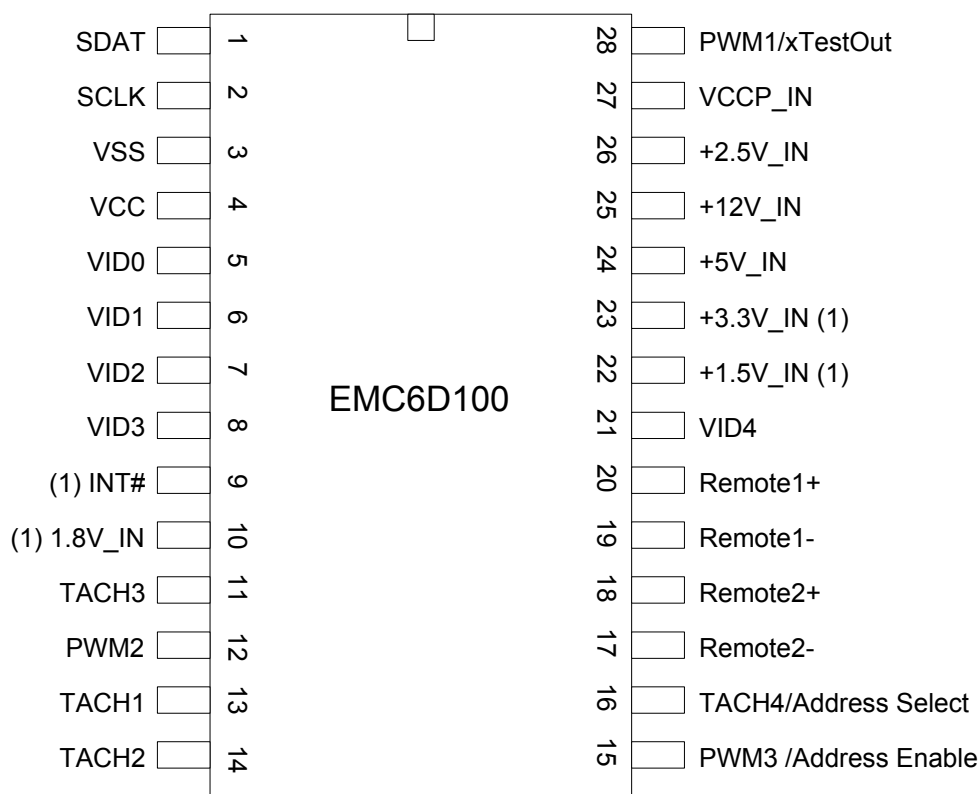 SDAT 1
SCLK 2
VSS 3
VCC 4
VID0 5
VID1 6
VID2 7
VID3 8
(1) INT# 9
(1) 1.8V_IN 10
TACH3 11
PWM2 12
TACH1 13
TACH2 14
EMC6D100
28 PWM1/xTestOut
27 VCCP_IN
26 +2.5V_IN
25 +12V_IN
24 +5V_IN
23 +3.3V_IN (1)
22 +1.5V_IN (1)
21 VID4
20 Remote1+
19 Remote1-
18 Remote2+
17 Remote2-
16 TACH4/Address Select
15 PWM3 /Address Enable